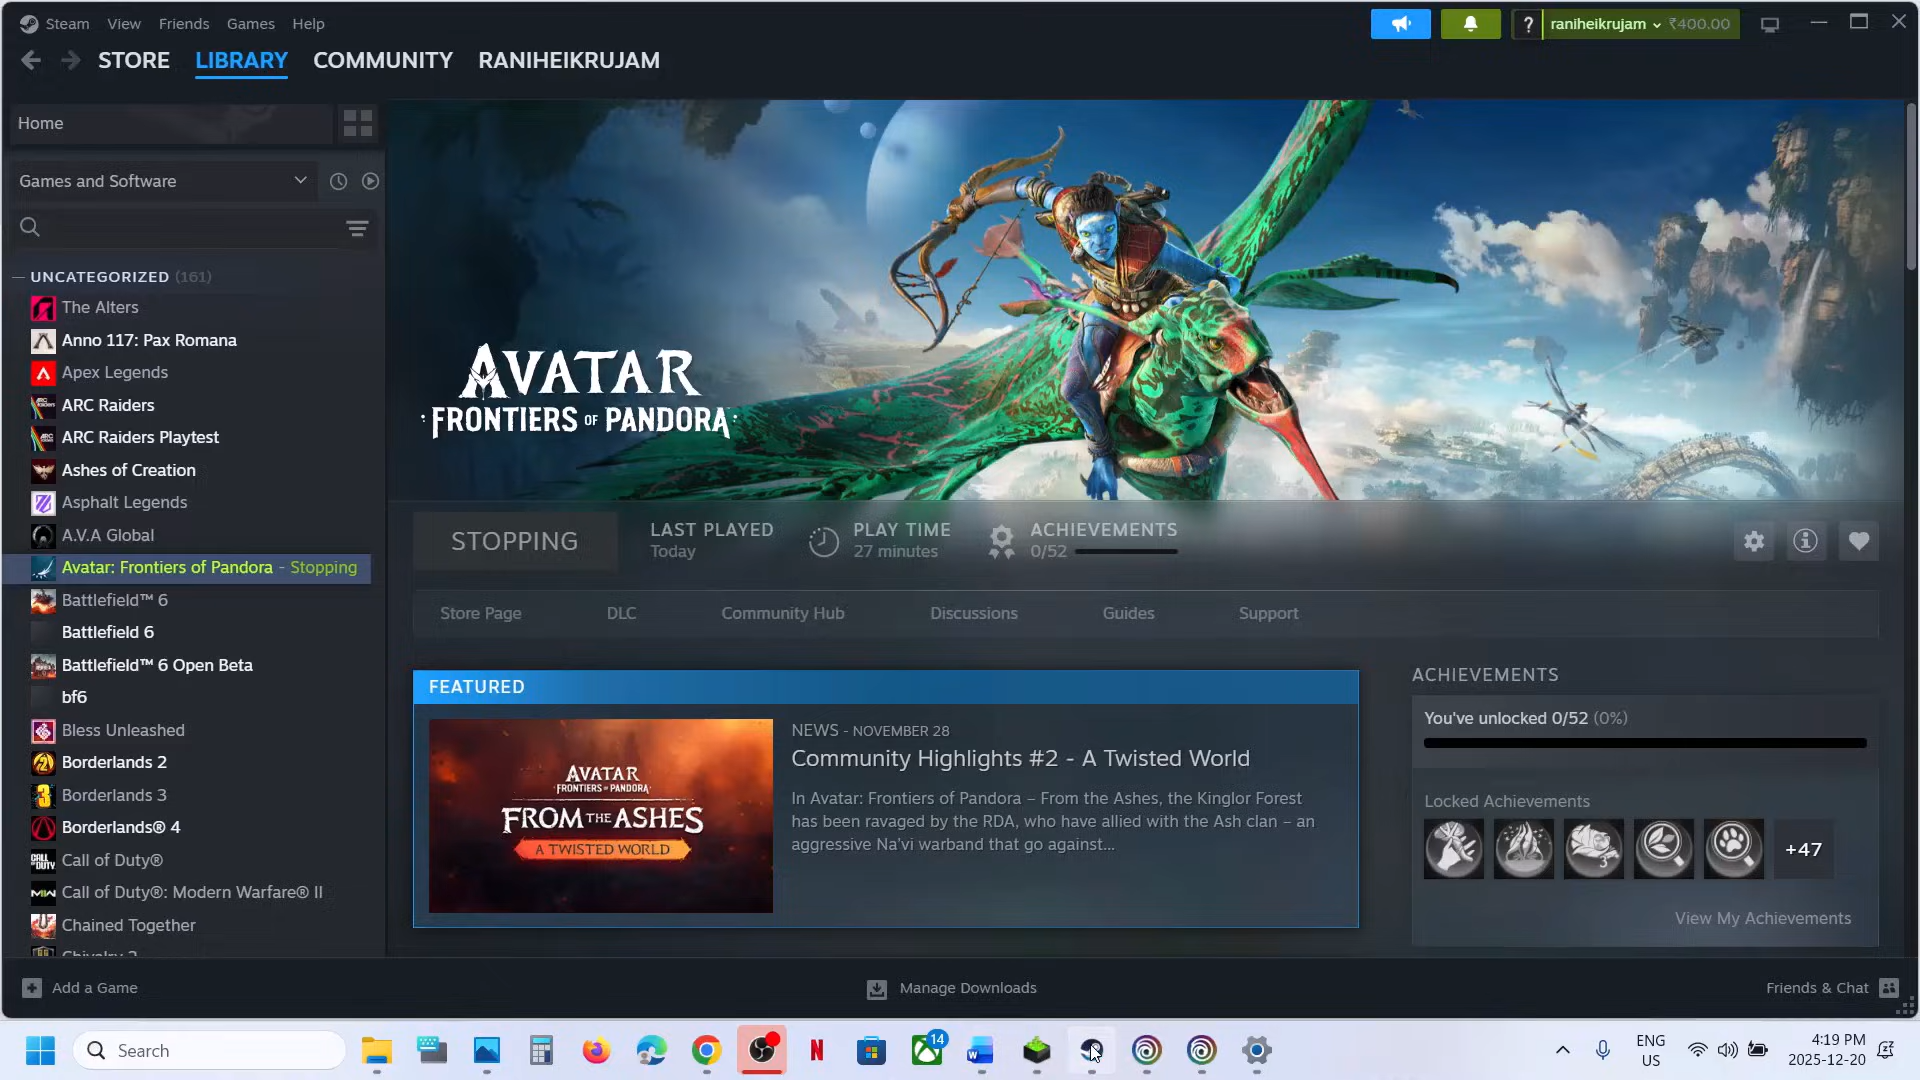 Steam View Friends Games Help
? raniheikrujam ₹400.00
STORE LIBRARY COMMUNITY RANIHEIKRUJAM
Home
Games and Software
UNCATEGORIZED (161)
The Alters
Anno 117: Pax Romana
Apex Legends
ARC Raiders
ARC Raiders Playtest
Ashes of Creation
Asphalt Legends
A.V.A Global
Avatar: Frontiers of Pandora - Stopping
Battlefield™ 6
Battlefield 6
Battlefield™ 6 Open Beta
bf6
Bless Unleashed
Borderlands 2
Borderlands 3
Borderlands® 4
Call of Duty®
Call of Duty®: Modern Warfare® II
Chained Together
Chivalry 2
AVATAR
FRONTIERS OF PANDORA
STOPPING
LAST PLAYED
Today
PLAY TIME
27 minutes
ACHIEVEMENTS
0/52
Store Page DLC Community Hub Discussions Guides Support
FEATURED
AVATAR
FRONTIERS OF PANDORA
FROM THE ASHES
A TWISTED WORLD
NEWS - NOVEMBER 28
Community Highlights #2 - A Twisted World
In Avatar: Frontiers of Pandora – From the Ashes, the Kinglor Forest
has been ravaged by the RDA, who have allied with the Ash clan – an
aggressive Na'vi warband that go against...
ACHIEVEMENTS
You've unlocked 0/52 (0%)
Locked Achievements
+47
View My Achievements
Add a Game
Manage Downloads
Friends & Chat
Search
14
ENG
US
4:19 PM
2025-12-20